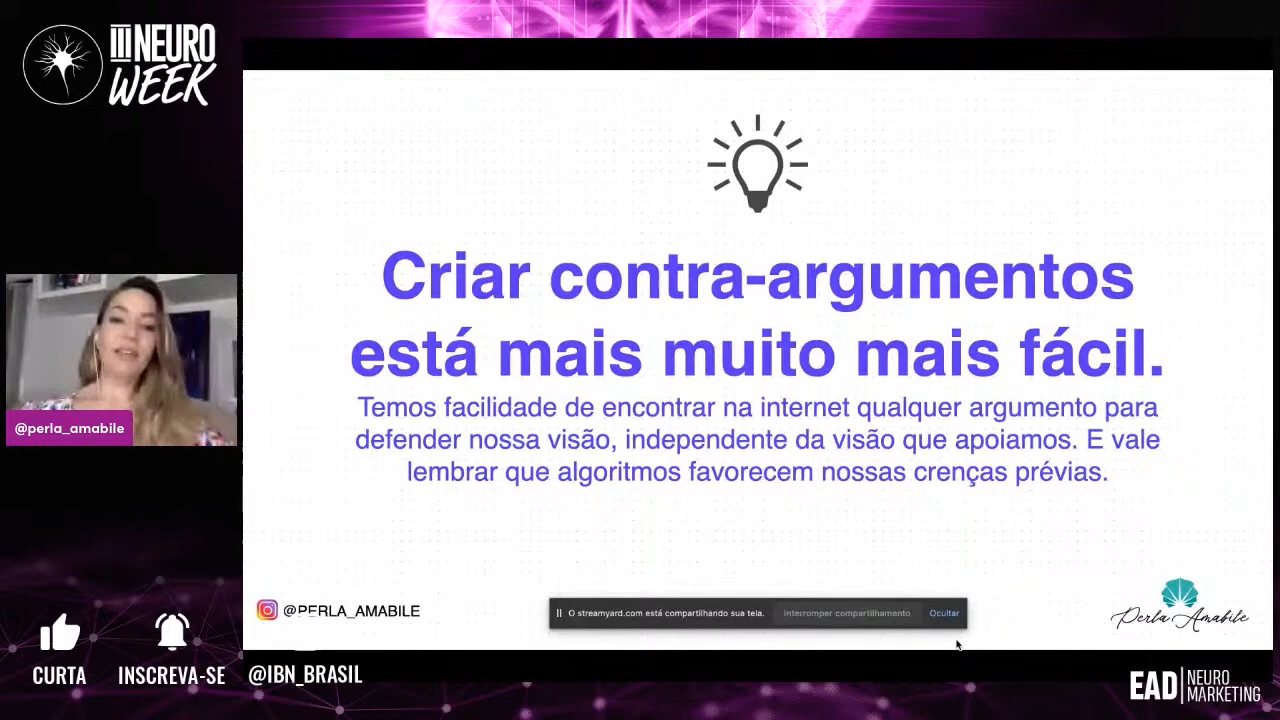 III NEURO
WEEK
Criar contra-argumentos
está mais muito mais fácil.
Temos facilidade de encontrar na internet qualquer argumento para
defender nossa visão, independente da visão que apoiamos. E vale
lembrar que algoritmos favorecem nossas crenças prévias.
@perla_amabile
@PERLA_AMABILE
O streamyard.com está compartilhando sua tela.
Interromper compartilhamento
Ocultar
Perla Amabile
CURTA
INSCREVA-SE
@IBN_BRASIL
EAD NEURO
MARKETING